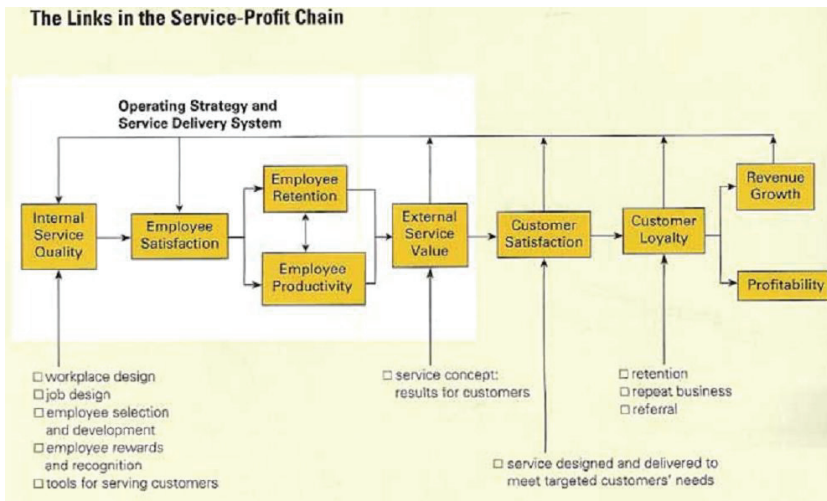 The Links in the Service-Profit Chain
Operating Strategy and
Service Delivery System
Internal
Service
Quality
Employee
Satisfaction
Employee
Retention
Employee
Productivity
External
Service
Value
Customer
Satisfaction
Customer
Loyalty
Revenue
Growth
Profitability
□ workplace design
□ job design
□ employee selection
and development
□ employee rewards
and recognition
□ tools for serving customers
□ service concept:
results for customers
□ service designed and delivered to
meet targeted customers' needs
□ retention
□ repeat business
□ referral